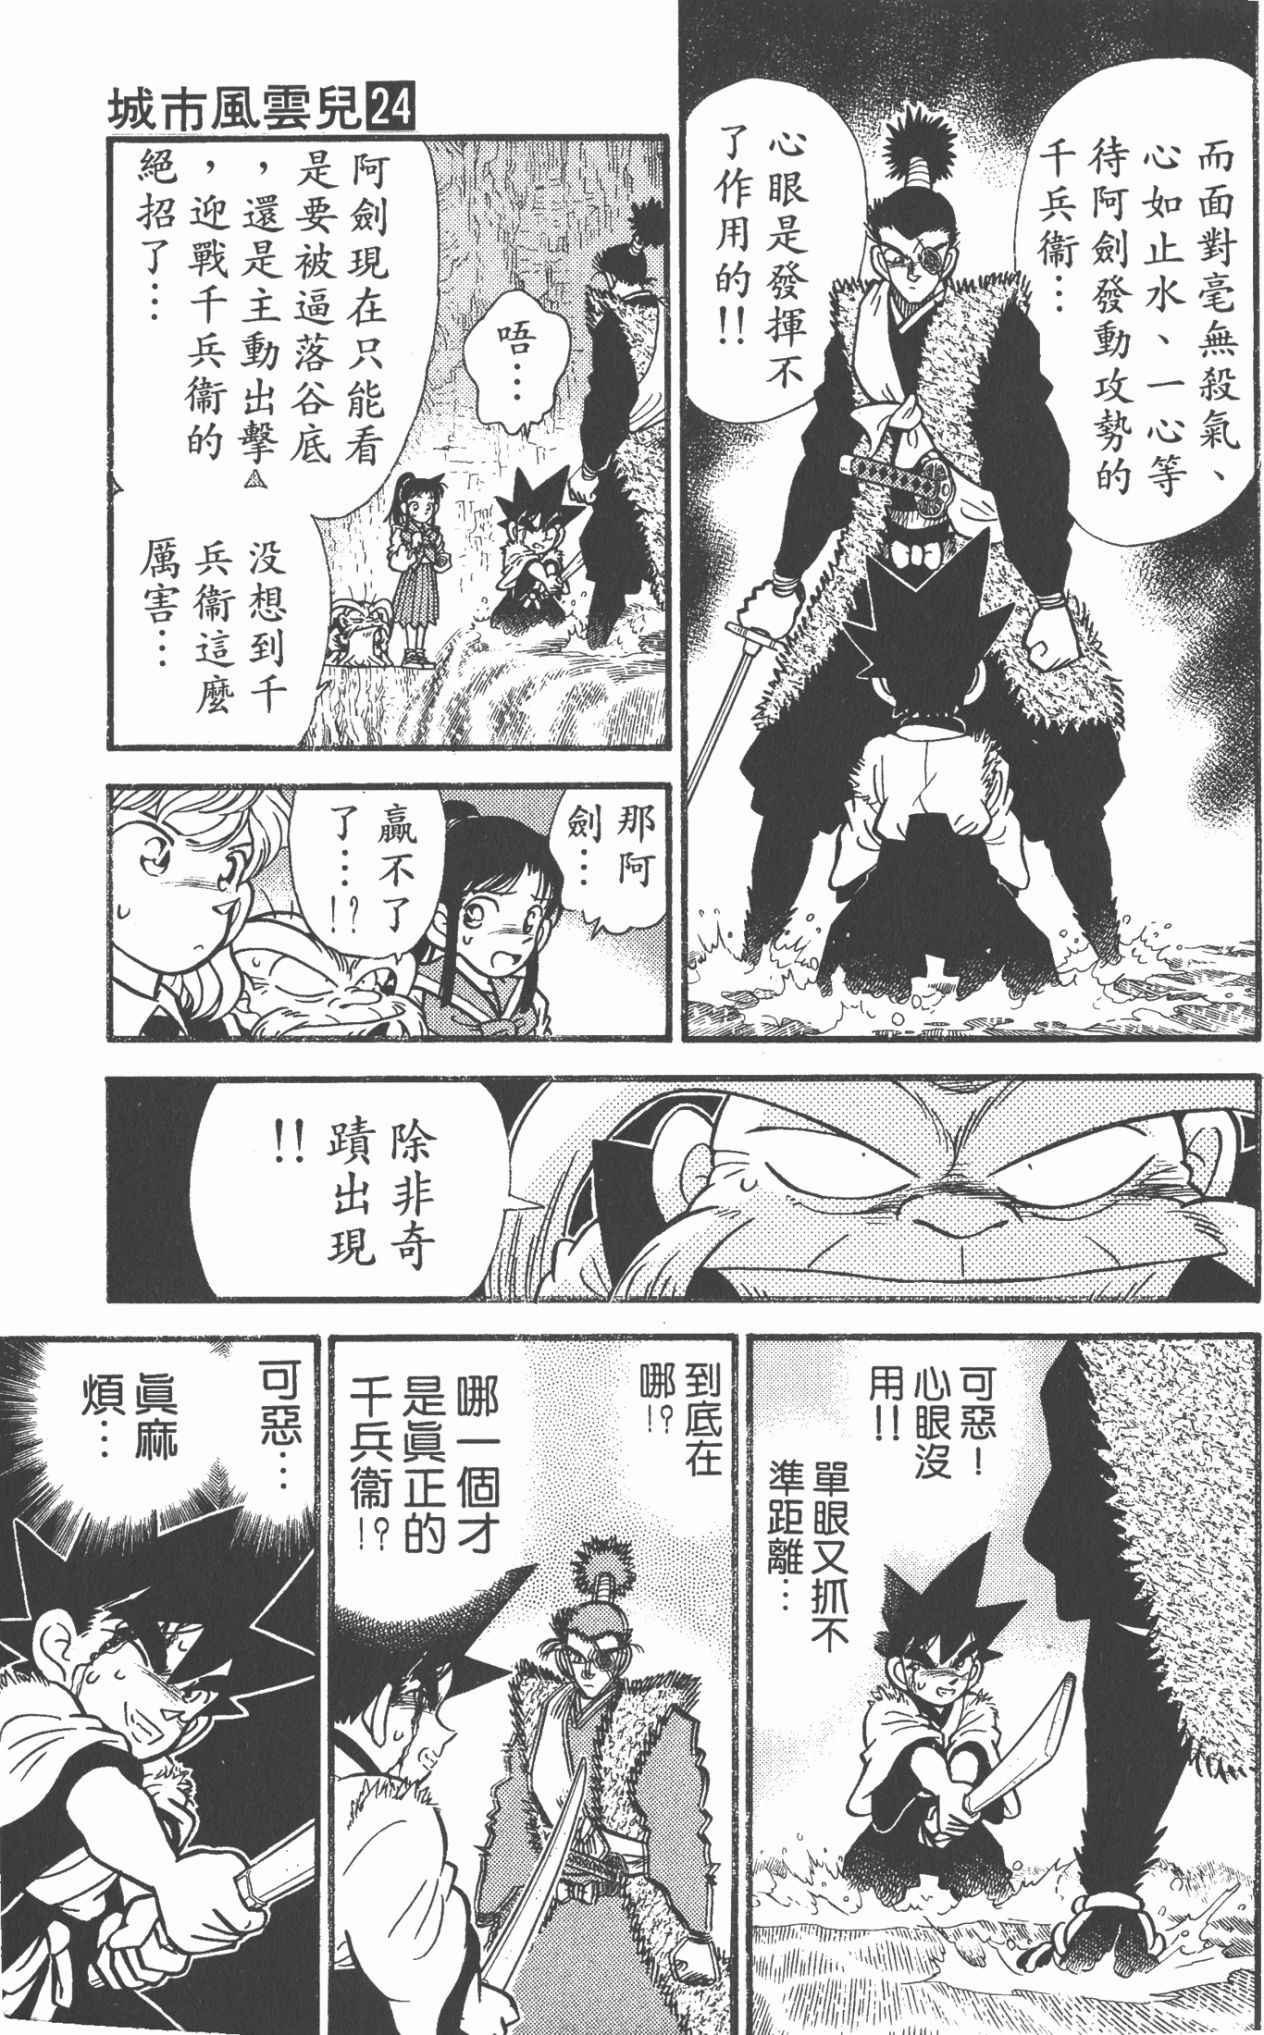 城市風雲兒24
而面對毫無殺氣、
心如止水、一心等
待阿劍發動攻勢的
千兵衞…
心眼是發揮不
了作用的!!
唔…
阿劍現在只能看
是要被逼落谷底
，還是主動出擊
，迎戰千兵衞的
絕招了…
没想到千
兵衞這麼
厲害…
那阿
劍…
贏不了
了…!?
除非奇
蹟出現
!!
可惡!
心眼沒
用!!
單眼又抓不
準距離…
到底在
哪!?
哪一個才
是眞正的
千兵衞!?
可惡…
眞麻
煩…